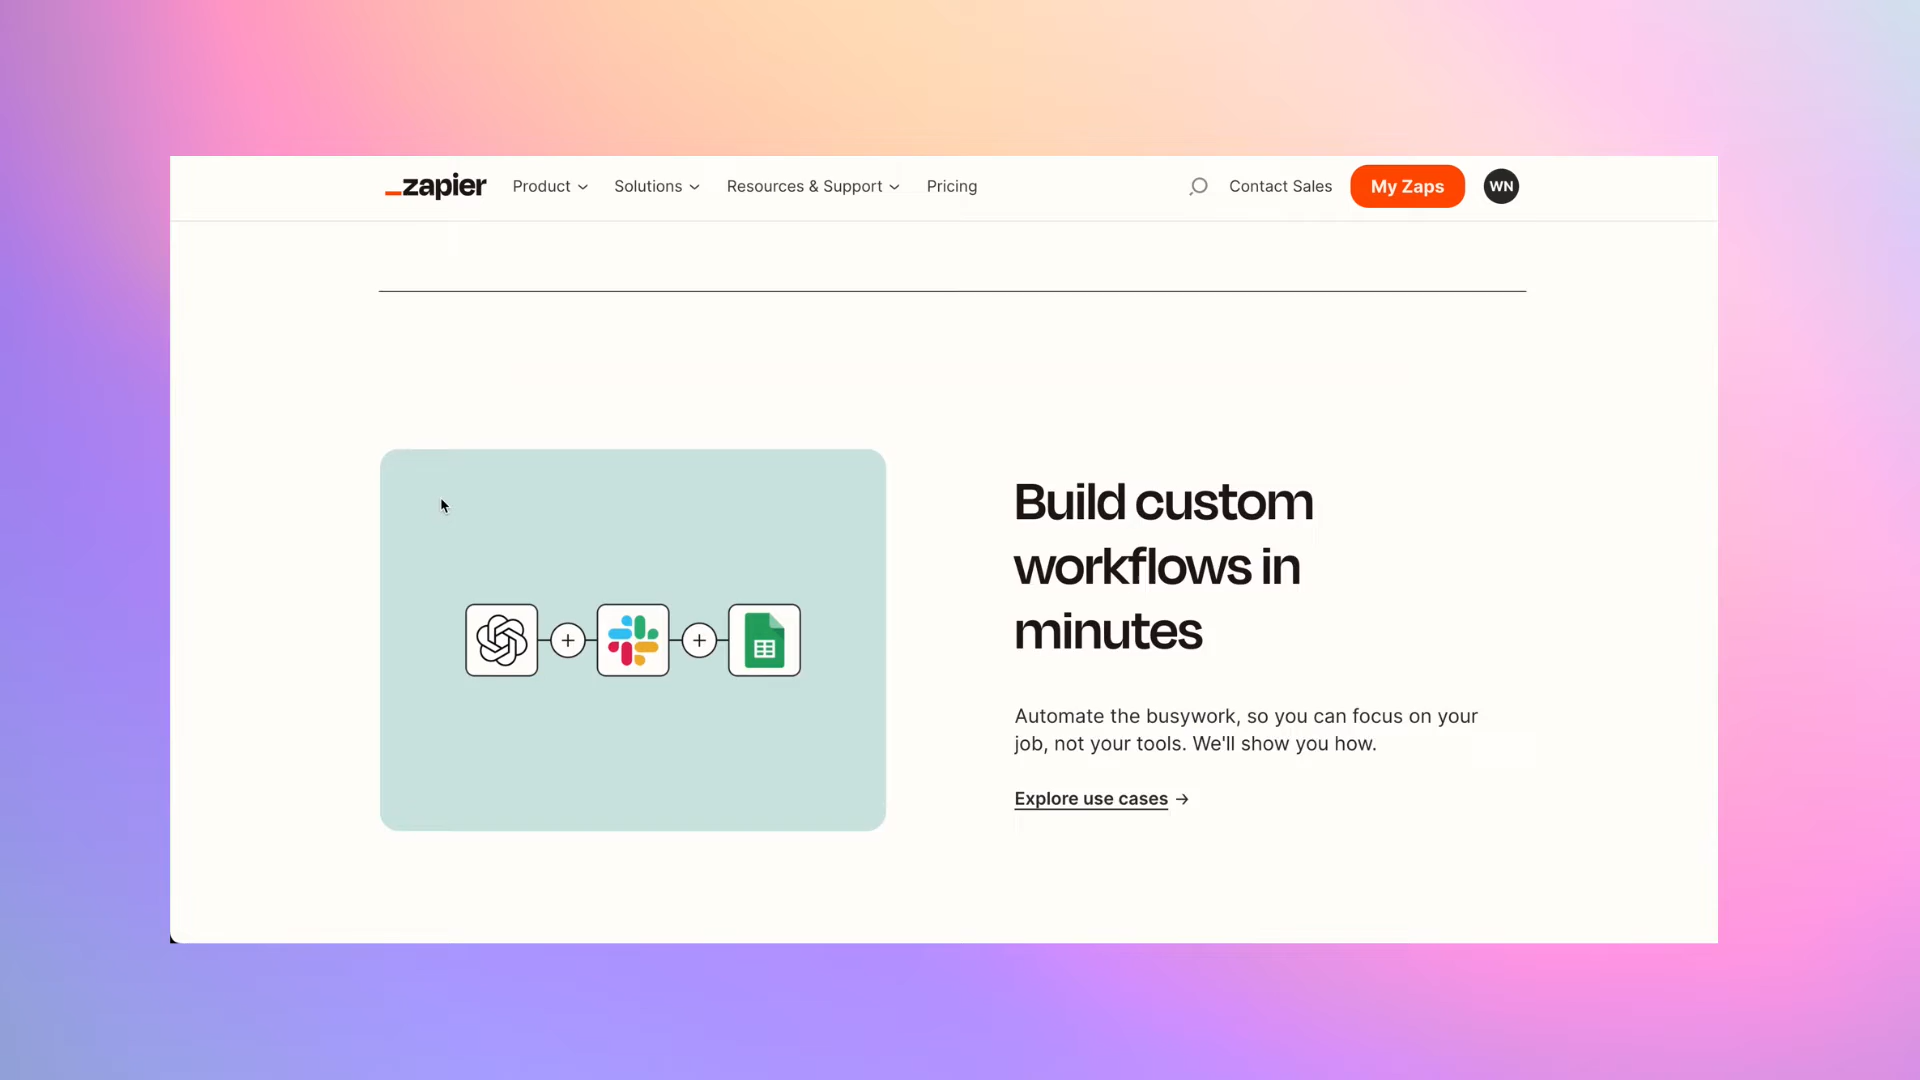 zapier Product Solutions Resources & Support Pricing Contact Sales My Zaps WN
Build custom
workflows in
minutes
Automate the busywork, so you can focus on your
job, not your tools. We'll show you how.
Explore use cases →